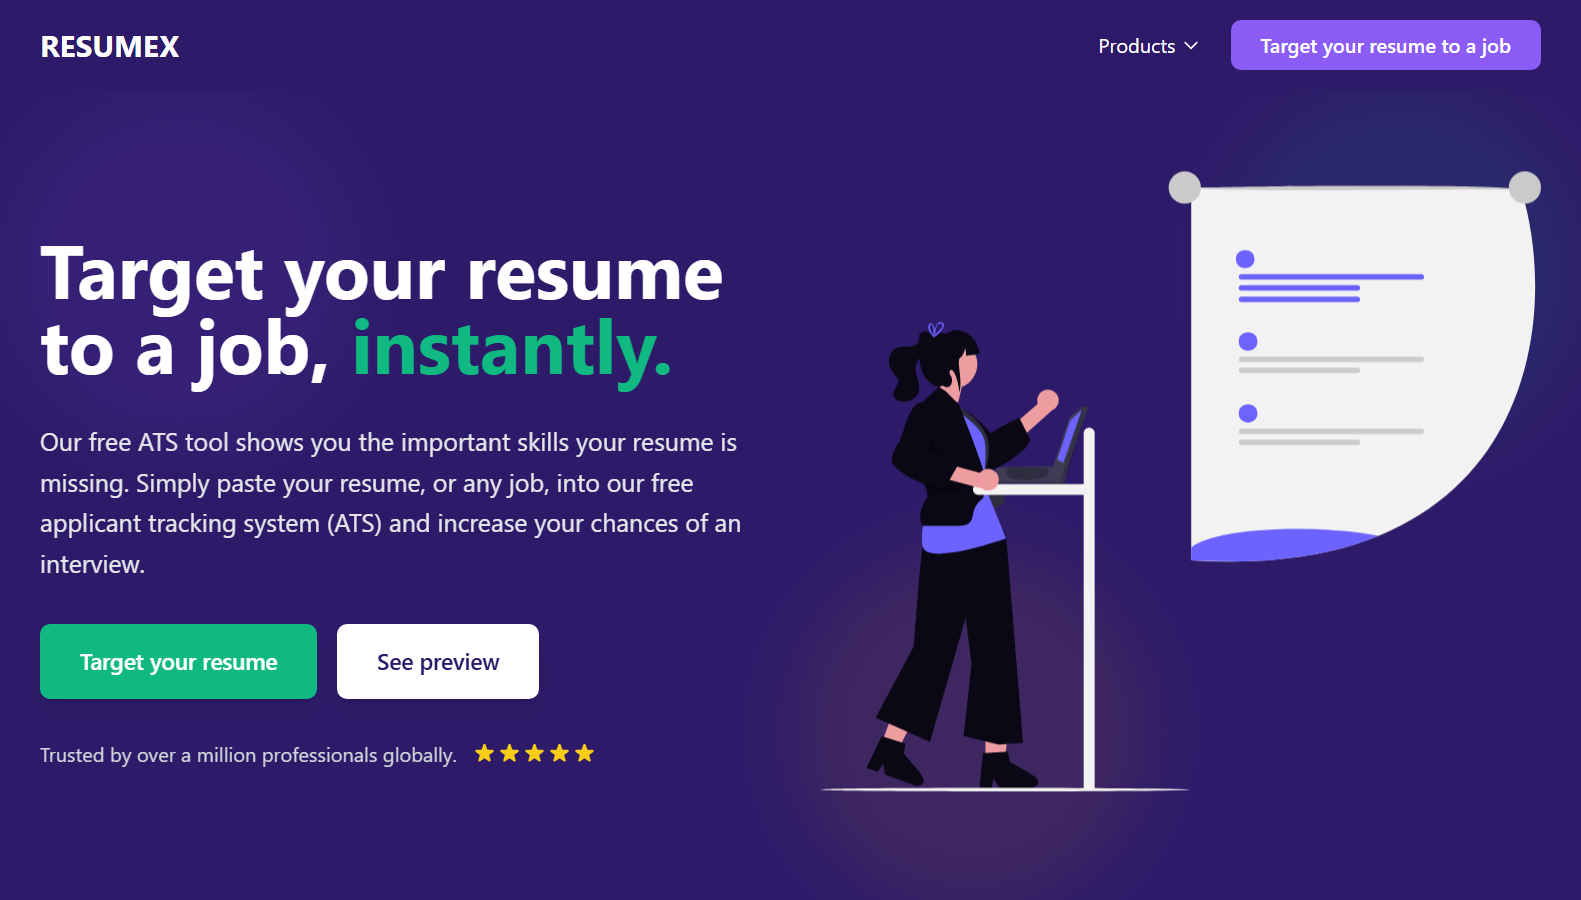 RESUMEX
Products
Target your resume to a job
Target your resume
to a job, instantly.
Our free ATS tool shows you the important skills your resume is
missing. Simply paste your resume, or any job, into our free
applicant tracking system (ATS) and increase your chances of an
interview.
Target your resume
See preview
Trusted by over a million professionals globally.